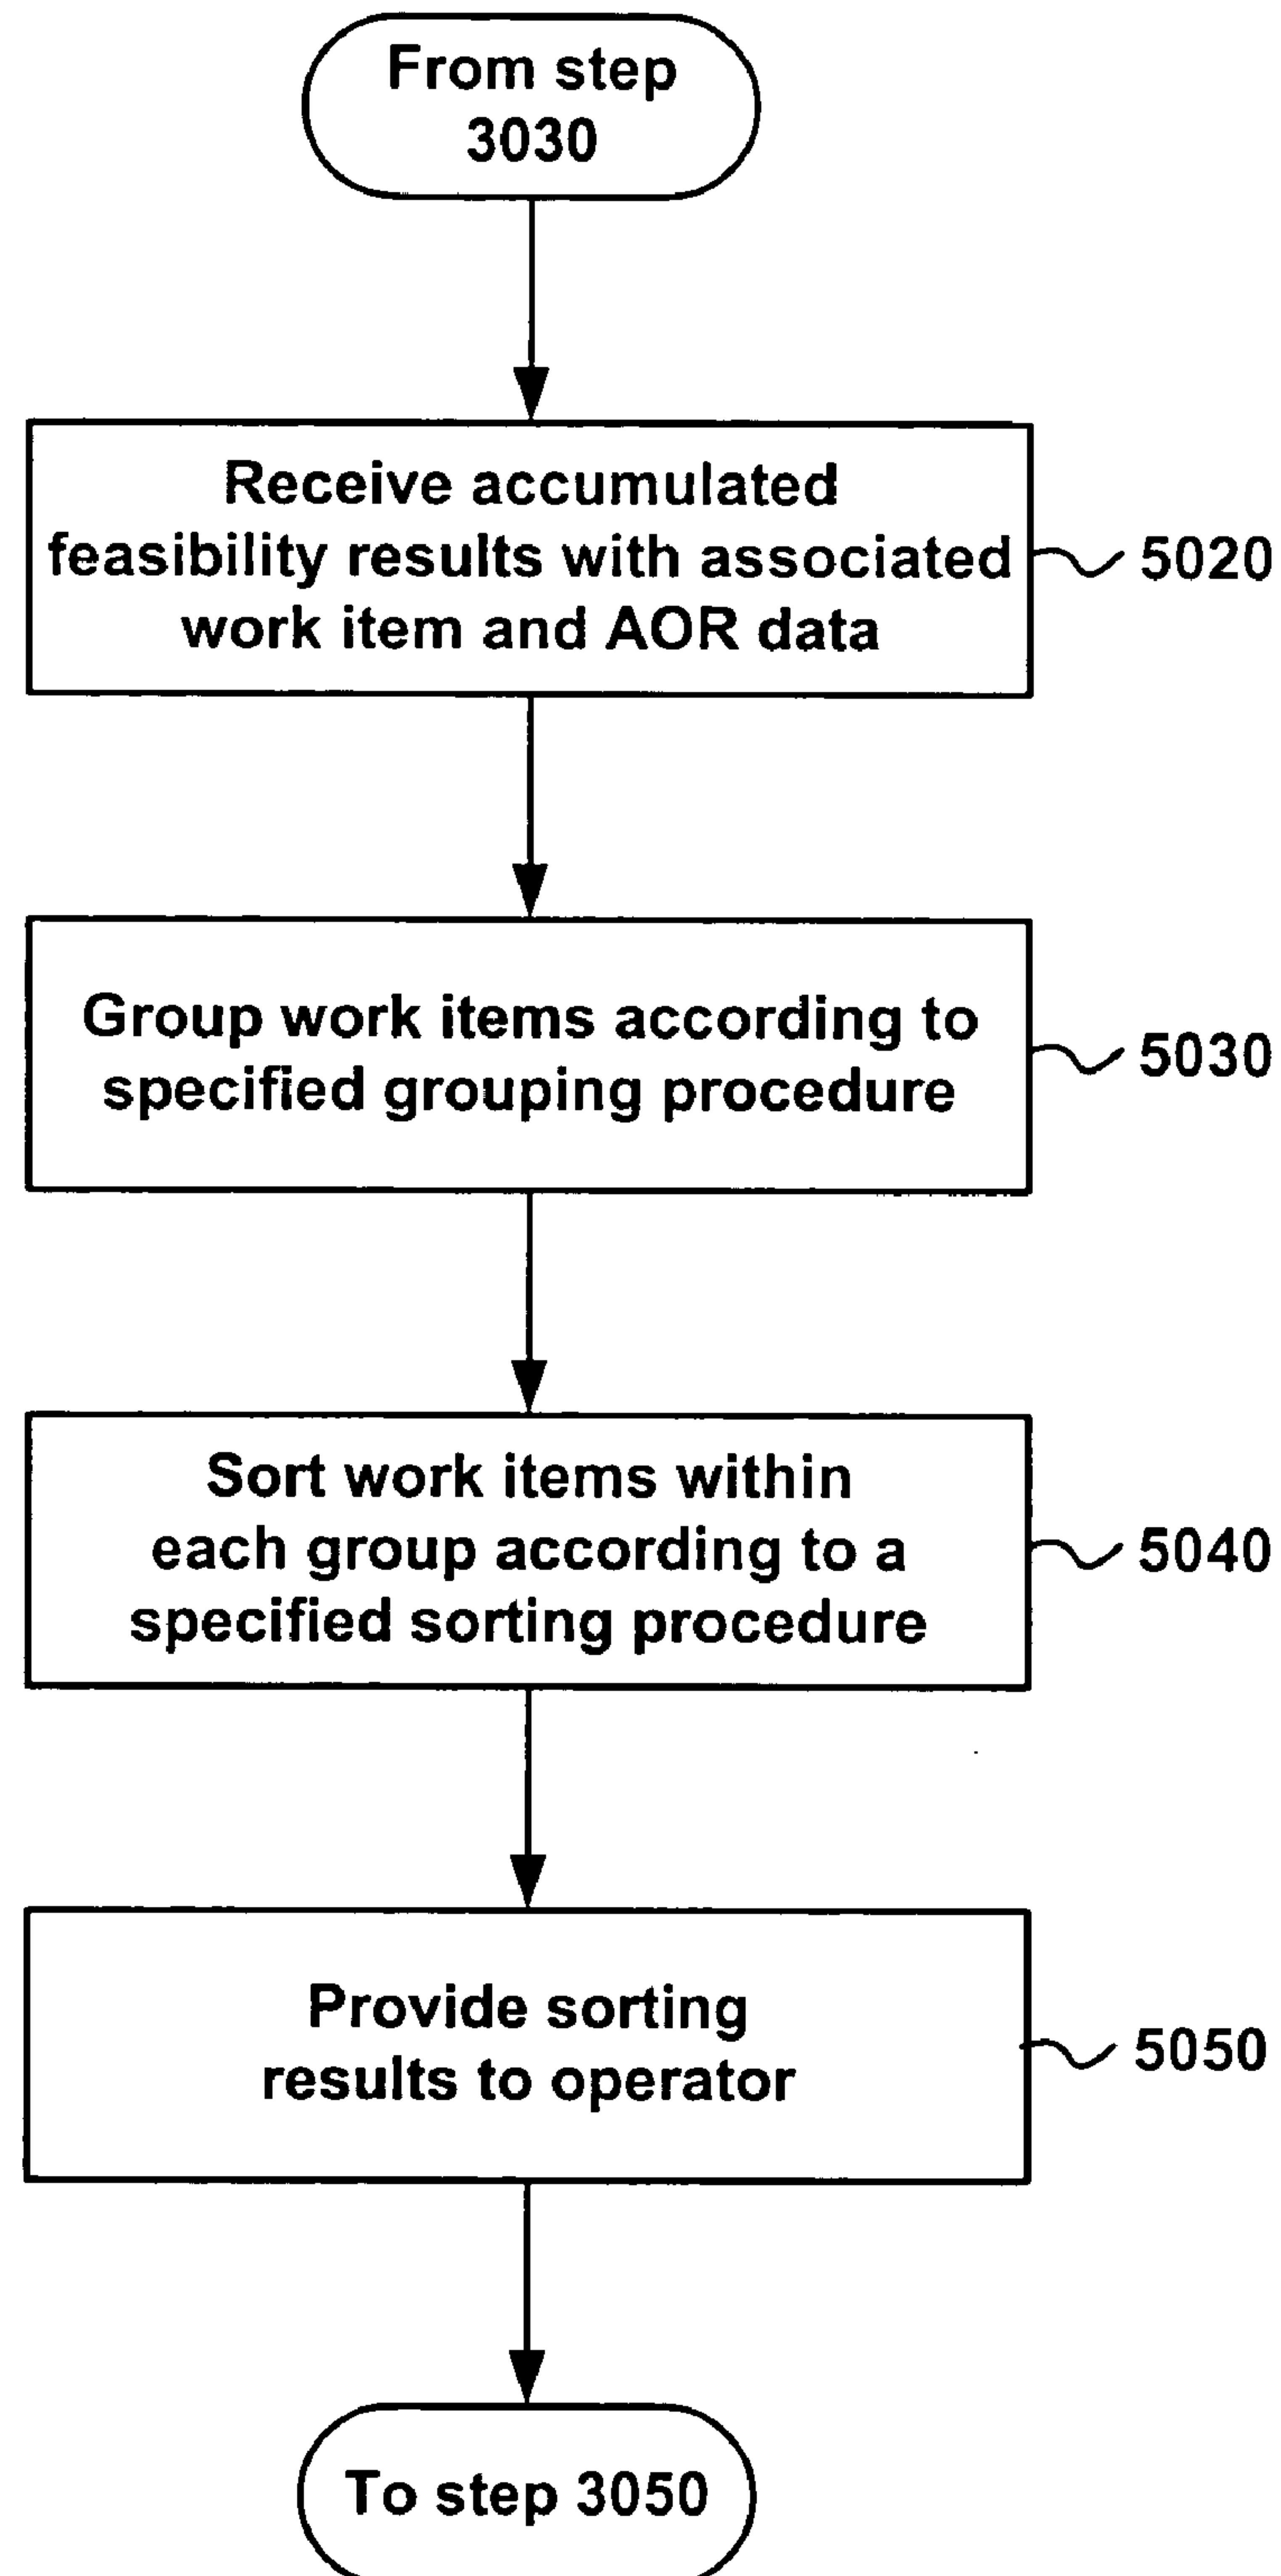 From step
3030
Receive accumulated
feasibility results with associated
work item and AOR data
5020
Group work items according to
specified grouping procedure
5030
Sort work items within
each group according to a
specified sorting procedure
5040
Provide sorting
results to operator
5050
To step 3050